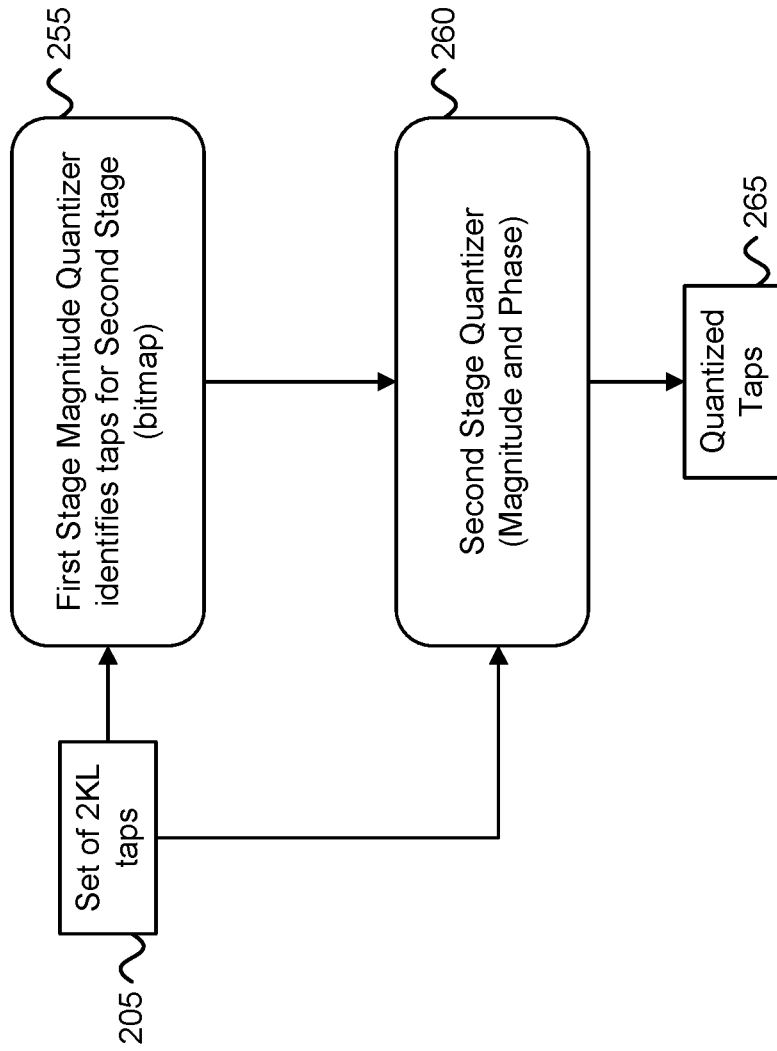 255
First Stage Magnitude Quantizer
identifies taps for Second Stage
(bitmap)
Set of 2KL
taps
205
260
Second Stage Quantizer
(Magnitude and Phase)
265
Quantized
Taps